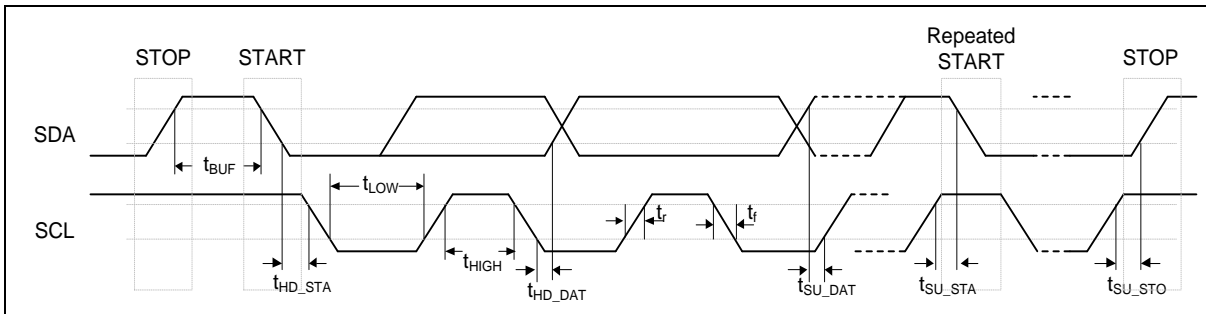 STOP
START
Repeated
START
STOP
SDA
tBUF
tLOW
SCL
tr
tf
tHIGH
tHD_STA
tHD_DAT
tSU_DAT
tSU_STA
tSU_STO